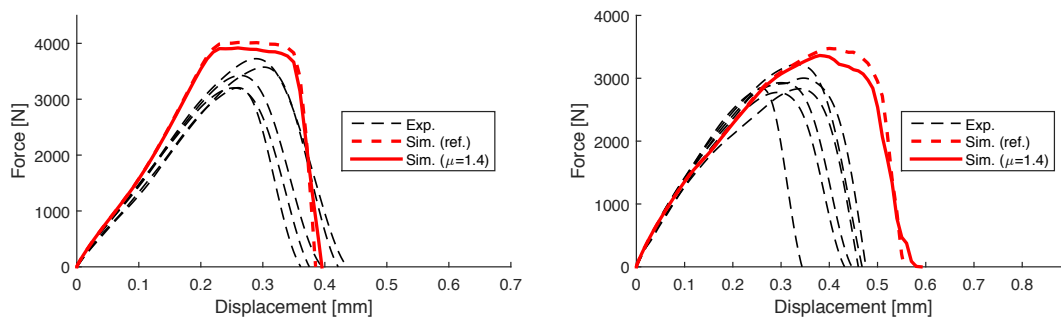 4000
3000
2000
1000
0
Force [N]
0 0.1 0.2 0.3 0.4 0.5 0.6 0.7
Displacement [mm]
Exp.
Sim. (ref.)
Sim. (μ=1.4)
4000
3000
2000
1000
0
Force [N]
0 0.1 0.2 0.3 0.4 0.5 0.6 0.7 0.8
Displacement [mm]
Exp.
Sim. (ref.)
Sim. (μ=1.4)